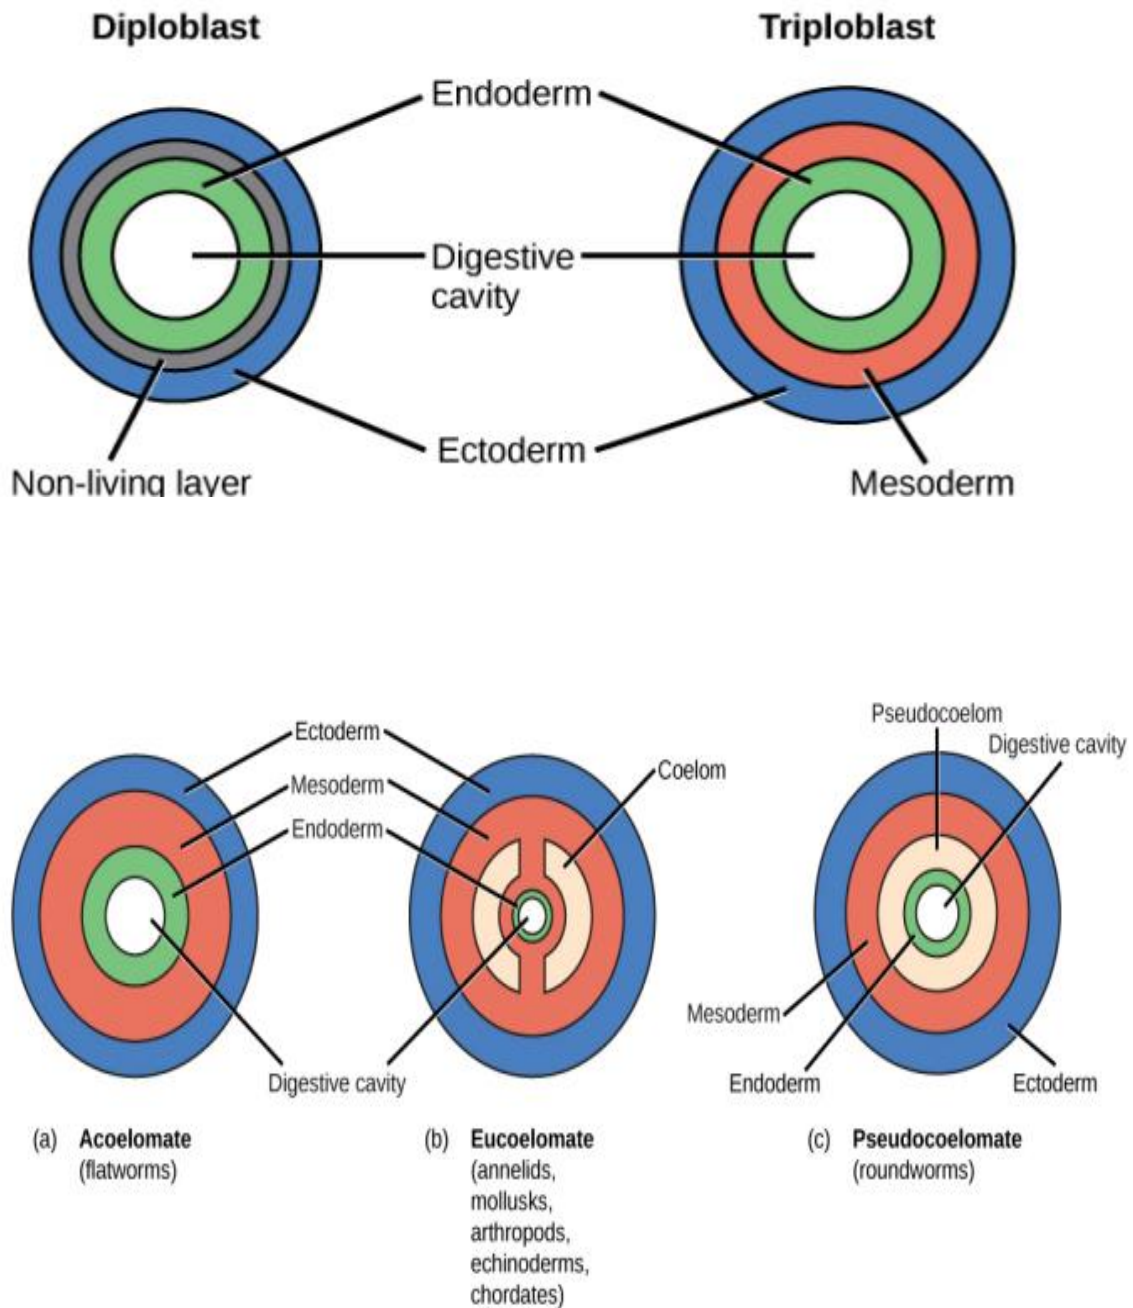 Diploblast
Triploblast
Endoderm
Digestive
cavity
Ectoderm
Non-living layer
Mesoderm
Ectoderm
Mesoderm
Endoderm
Coelom
Digestive cavity
Pseudocoelom
Digestive cavity
Mesoderm
Endoderm
Ectoderm
(a) Acoelomate
(flatworms)
(b) Eucoelomate
(annelids,
mollusks,
arthropods,
echinoderms,
chordates)
(c) Pseudocoelomate
(roundworms)